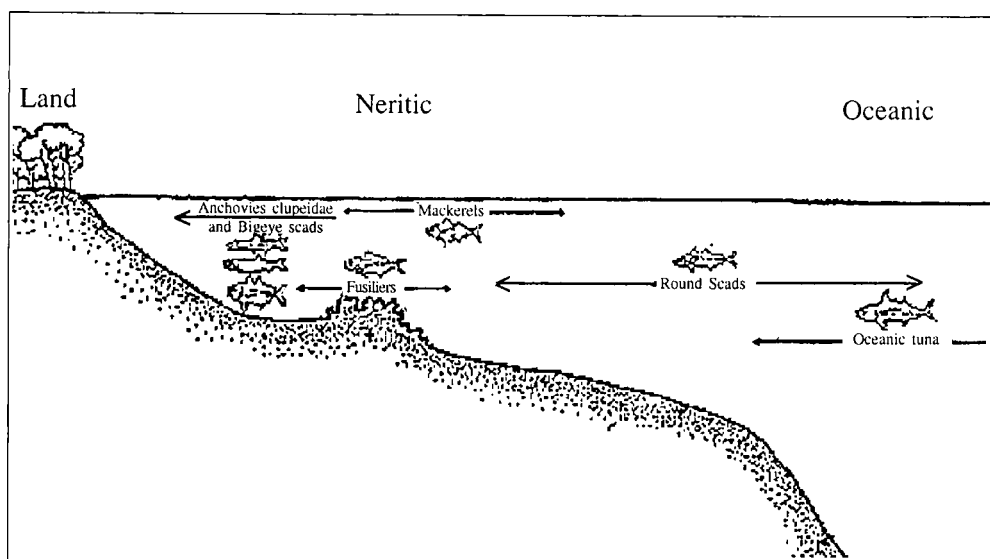 Land
Neritic
Oceanic
Anchovies clupeidae
and Bigeye scads
Mackerels
Fusiliers
Round Scads
Oceanic tuna